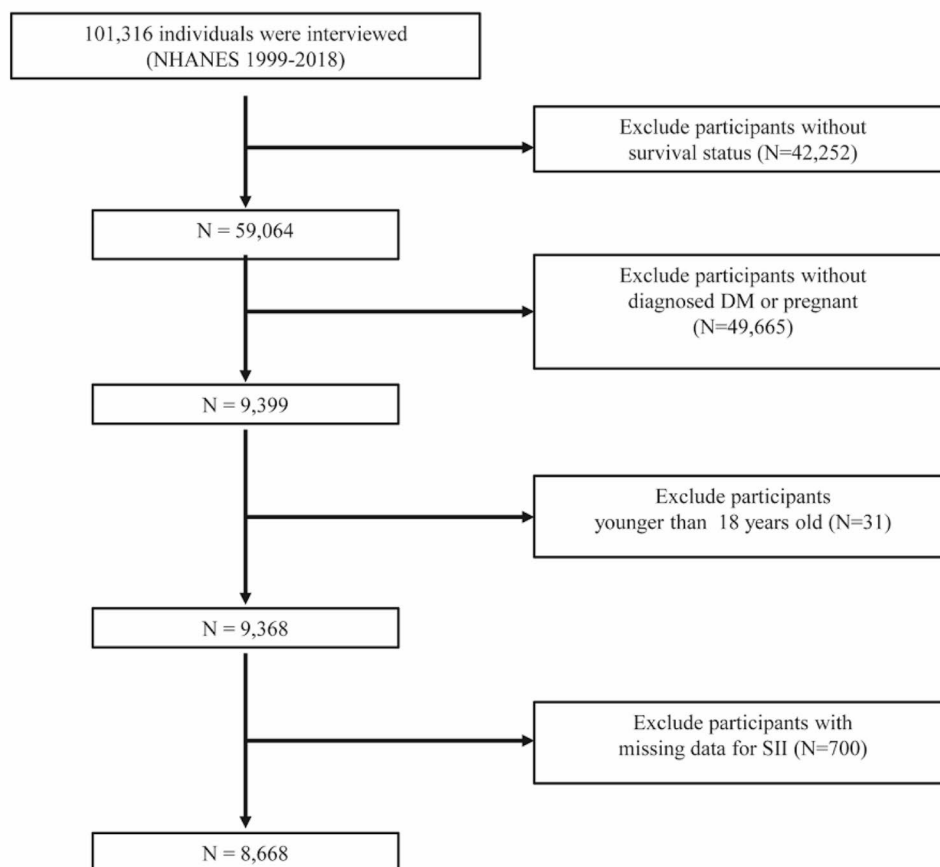 101,316 individuals were interviewed
(NHANES 1999-2018)
Exclude participants without
survival status (N=42,252)
N = 59,064
Exclude participants without
diagnosed DM or pregnant
(N=49,665)
N = 9,399
Exclude participants
younger than 18 years old (N=31)
N = 9,368
Exclude participants with
missing data for SII (N=700)
N = 8,668